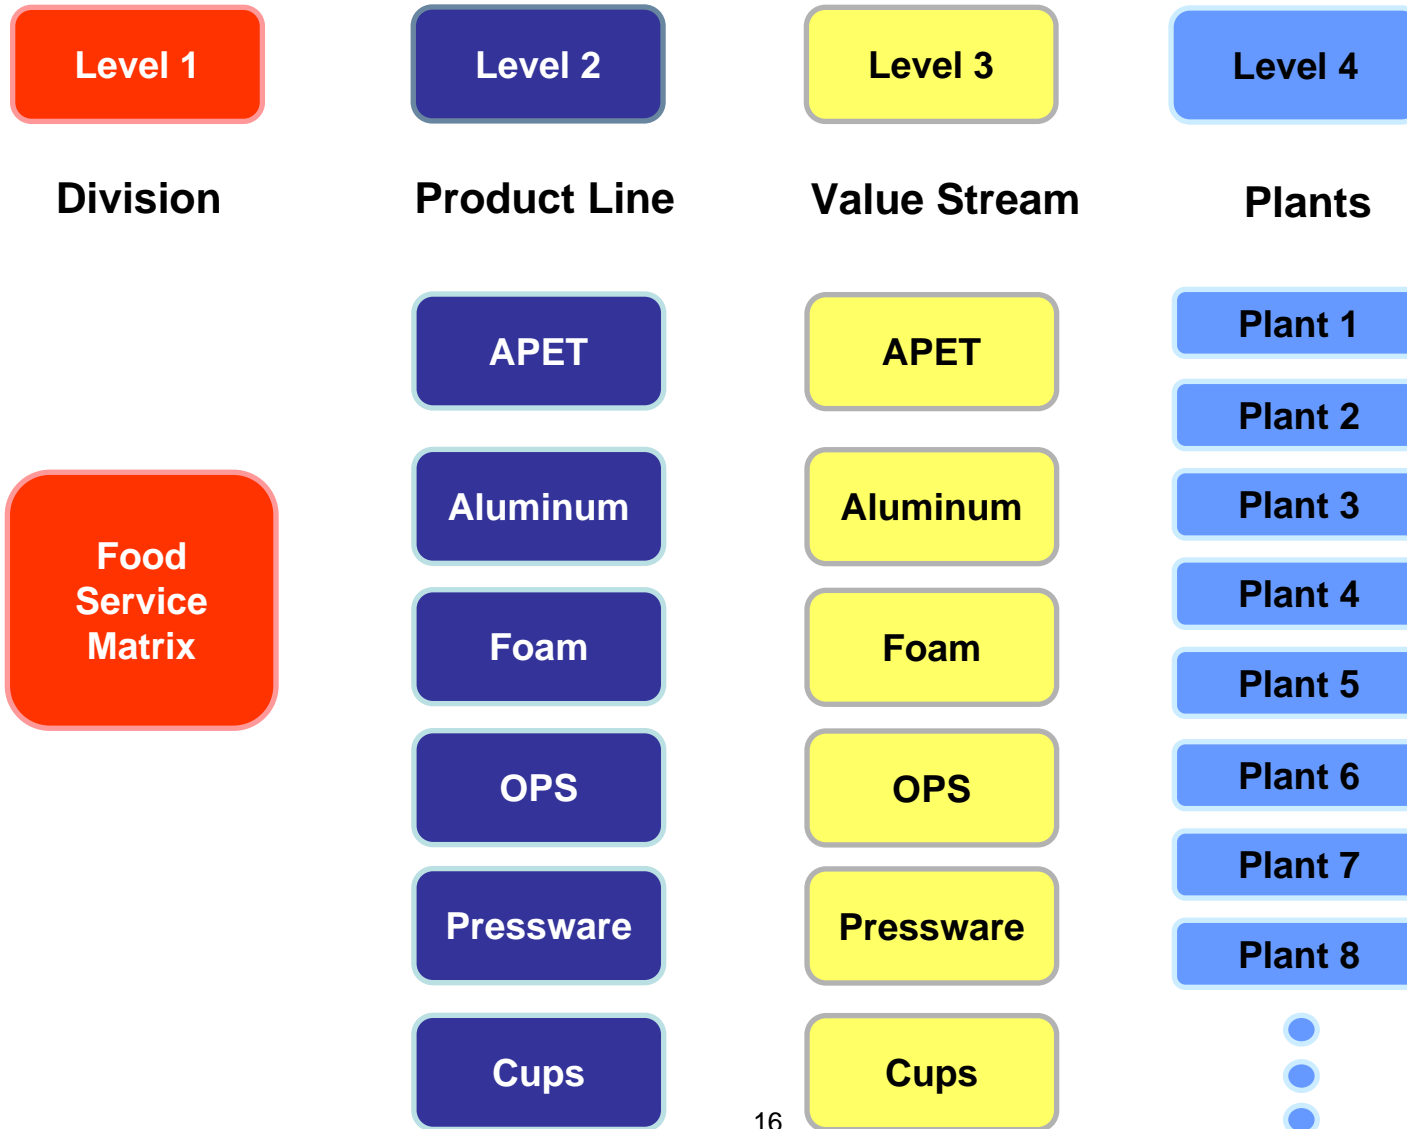 Level 1
Level 2
Level 3
Level 4
Division
Product Line
Value Stream
Plants
Food
Service
Matrix
APET
Aluminum
Foam
OPS
Pressware
Cups
APET
Aluminum
Foam
OPS
Pressware
Cups
Plant 1
Plant 2
Plant 3
Plant 4
Plant 5
Plant 6
Plant 7
Plant 8
16